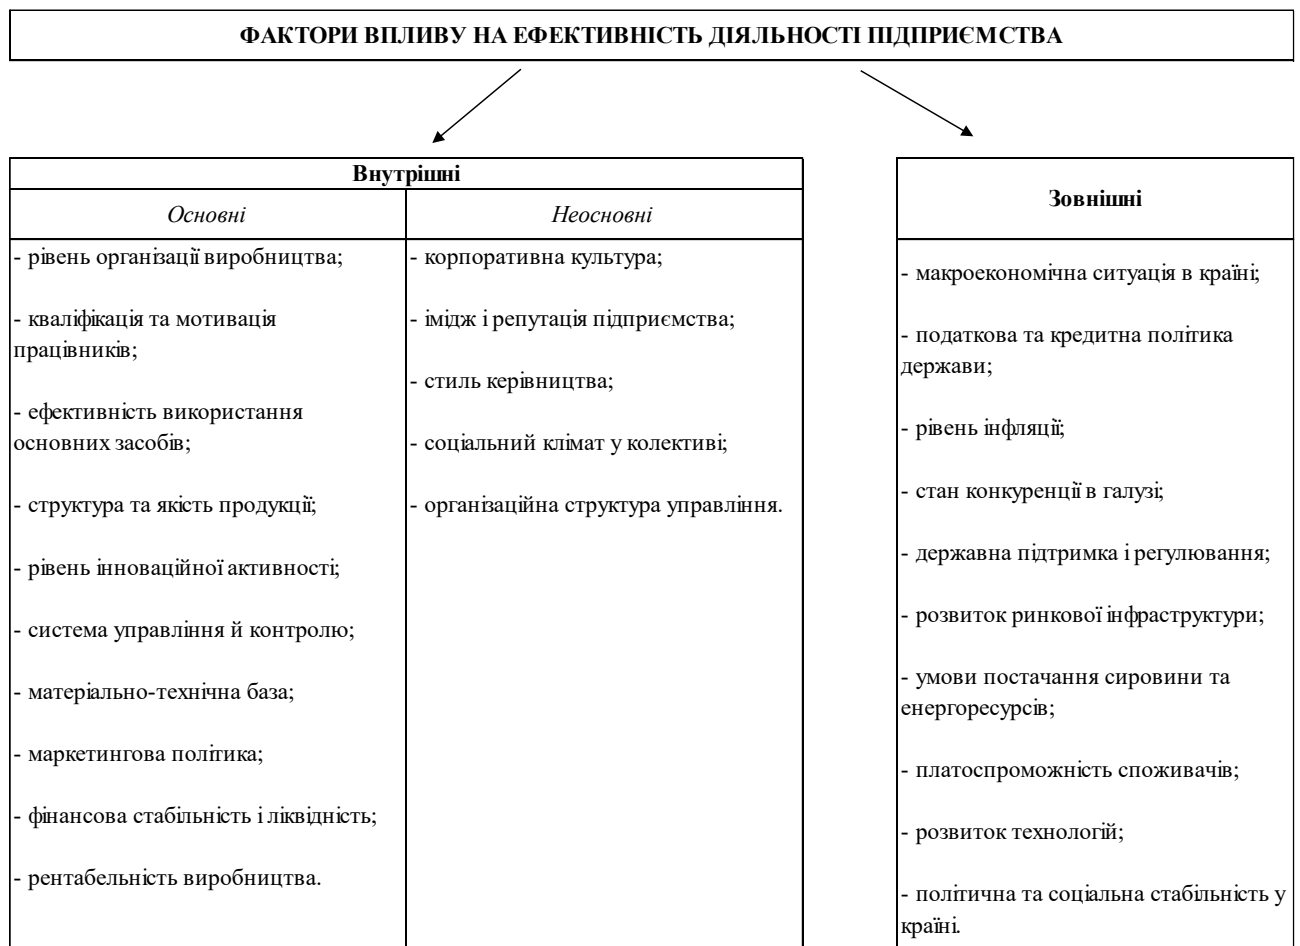 ФАКТОРИ ВПЛИВУ НА ЕФЕКТИВНІСТЬ ДІЯЛЬНОСТІ ПІДПРИЄМСТВА
Внутрішні
Основні
- рівень організації виробництва;
- кваліфікація та мотивація
працівників;
- ефективність використання
основних засобів;
- структура та якість продукції;
- рівень інноваційної активності;
- система управління й контролю;
- матеріально-технічна база;
- маркетингова політика;
- фінансова стабільність і ліквідність;
- рентабельність виробництва.
Неосновні
- корпоративна культура;
- імідж і репутація підприємства;
- стиль керівництва;
- соціальний клімат у колективі;
- організаційна структура управління.
Зовнішні
- макроекономічна ситуація в країні;
- податкова та кредитна політика
держави;
- рівень інфляції;
- стан конкуренції в галузі;
- державна підтримка і регулювання;
- розвиток ринкової інфраструктури;
- умови постачання сировини та
енергоресурсів;
- платоспроможність споживачів;
- розвиток технологій;
- політична та соціальна стабільність у
країні.